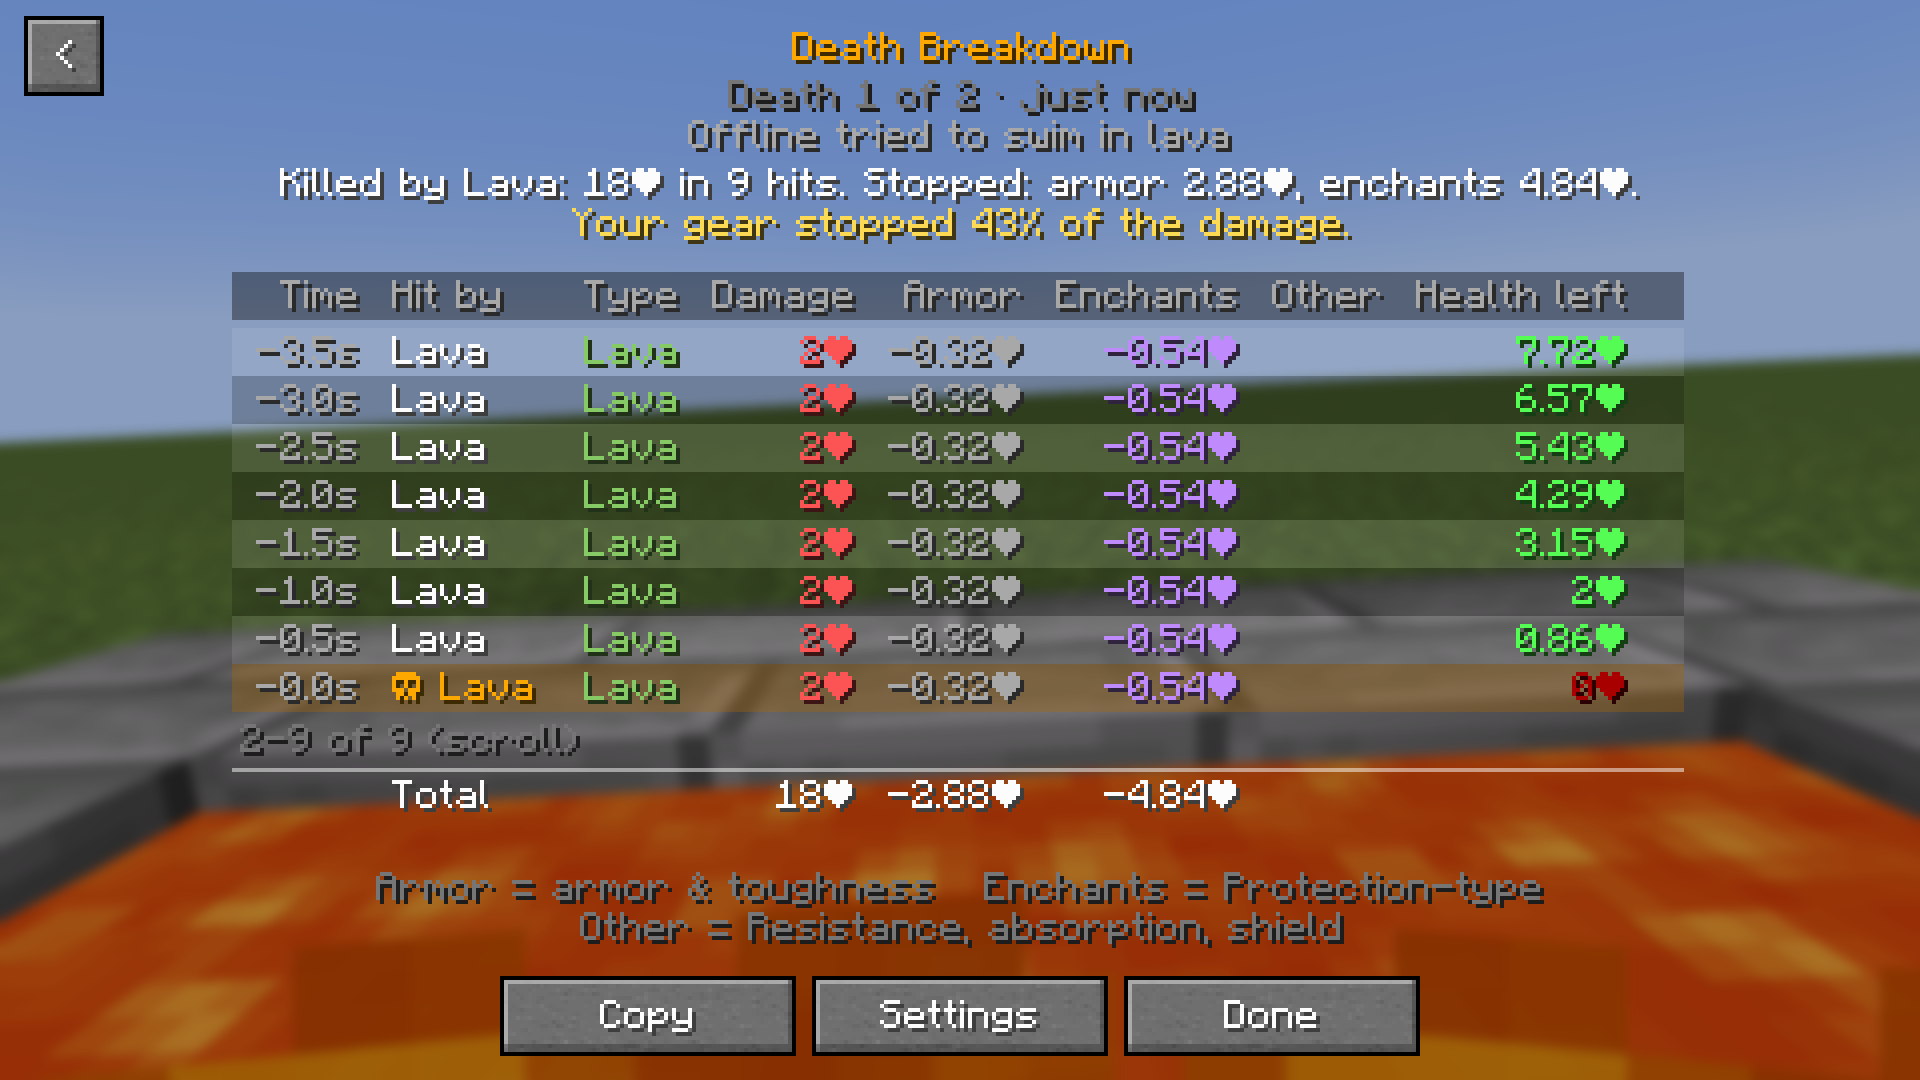 <
Death Breakdown
Death 1 of 2 · just now
Offline tried to swim in lava
Killed by Lava: 18♥ in 9 hits. Stopped: armor 2.88♥, enchants 4.84♥.
Your gear stopped 43% of the damage.
Time Hit by Type Damage Armor Enchants Other Health left
-3.5s Lava Lava 2♥ -0.32♥ -0.54♥ 7.72♥
-3.0s Lava Lava 2♥ -0.32♥ -0.54♥ 6.57♥
-2.5s Lava Lava 2♥ -0.32♥ -0.54♥ 5.43♥
-2.0s Lava Lava 2♥ -0.32♥ -0.54♥ 4.29♥
-1.5s Lava Lava 2♥ -0.32♥ -0.54♥ 3.15♥
-1.0s Lava Lava 2♥ -0.32♥ -0.54♥ 2♥
-0.5s Lava Lava 2♥ -0.32♥ -0.54♥ 0.86♥
-0.0s ☠ Lava Lava 2♥ -0.32♥ -0.54♥ 0♥
2-9 of 9 (scroll)
Total 18♥ -2.88♥ -4.84♥
Armor = armor & toughness Enchants = Protection-type
Other = Resistance, absorption, shield
Copy Settings Done